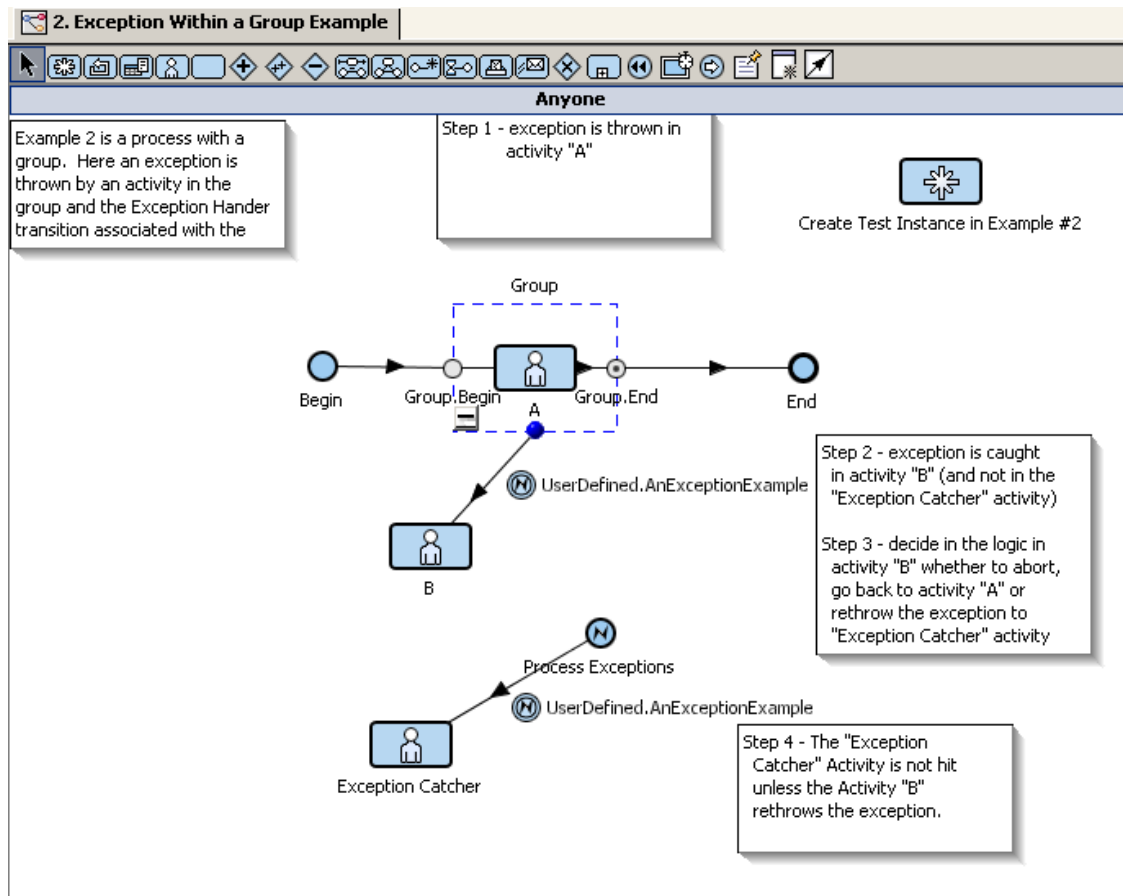 2. Exception Within a Group Example
Anyone
Example 2 is a process with a
group. Here an exception is
thrown by an activity in the
group and the Exception Hander
transition associated with the
Step 1 - exception is thrown in
activity "A"
Create Test Instance in Example #2
Group
Begin
Group.Begin
A
Group.End
End
UserDefined.AnExceptionExample
B
Step 2 - exception is caught
in activity "B" (and not in the
"Exception Catcher" activity)
Step 3 - decide in the logic in
activity "B" whether to abort,
go back to activity "A" or
rethrow the exception to
"Exception Catcher" activity
Process Exceptions
UserDefined.AnExceptionExample
Exception Catcher
Step 4 - The "Exception
Catcher" Activity is not hit
unless the Activity "B"
rethrows the exception.